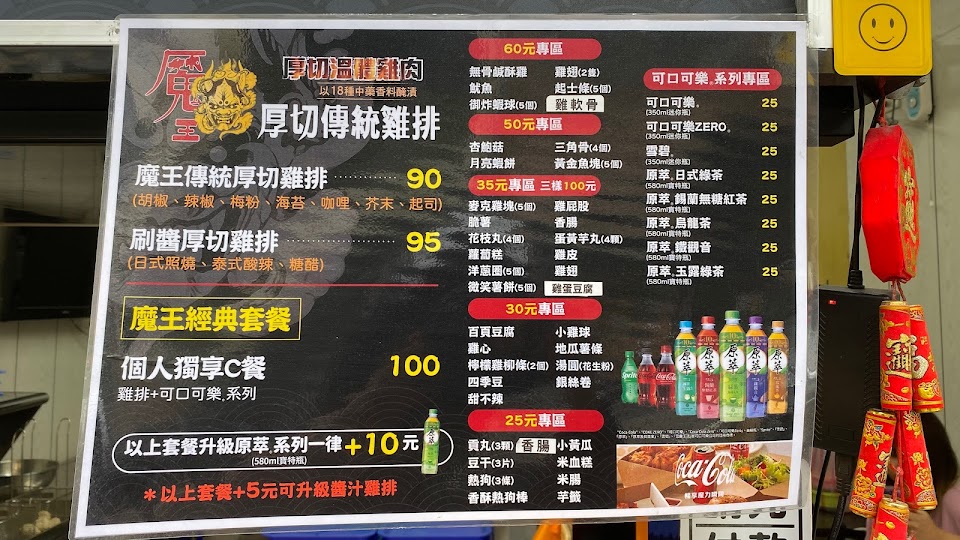 魔王
厚切溫體雞肉
以18種中藥香料醃漬
厚切傳統雞排
魔王傳統厚切雞排 90
(胡椒、辣椒、梅粉、海苔、咖哩、芥末、起司)
刷醬厚切雞排 95
(日式照燒、泰式酸辣、糖醋)
魔王經典套餐
個人獨享C餐 100
雞排+可口可樂®系列
以上套餐升級原萃®系列一律+10元
(580ml寶特瓶)
*以上套餐+5元可升級醬汁雞排
60元專區
無骨鹹酥雞 雞翅(2隻)
魷魚 起士條(5個)
御炸蝦球(5個) 雞軟骨
50元專區
杏鮑菇 三角骨(4個)
月亮蝦餅 黃金魚塊(5個)
35元專區 三樣100元
麥克雞塊(5個) 雞屁股
脆薯 香腸
花枝丸(4個) 蛋黃芋丸(4顆)
蘿蔔糕 雞皮
洋蔥圈(5個) 雞翅
微笑薯餅(5個) 雞蛋豆腐
30元專區
百頁豆腐 小雞球
雞心 地瓜薯條
檸檬雞柳條(2個) 湯圓(花生粉)
四季豆 銀絲卷
甜不辣
25元專區
貢丸(3顆) 香腸 小黃瓜
豆干(3片) 米血糕
熱狗(3條) 米腸
香酥熱狗棒 芋籤
可口可樂®系列專區
可口可樂® 25
(350ml迷你瓶)
可口可樂ZERO® 25
(350ml迷你瓶)
雪碧® 25
(350ml迷你瓶)
原萃®日式綠茶 25
(580ml寶特瓶)
原萃®錫蘭無糖紅茶 25
(580ml寶特瓶)
原萃®烏龍茶 25
(580ml寶特瓶)
原萃®鐵觀音 25
(580ml寶特瓶)
原萃®玉露綠茶 25
(580ml寶特瓶)
Sprite
Coca-Cola
原萃
原萃
原萃
原萃
原萃
Coca-Cola